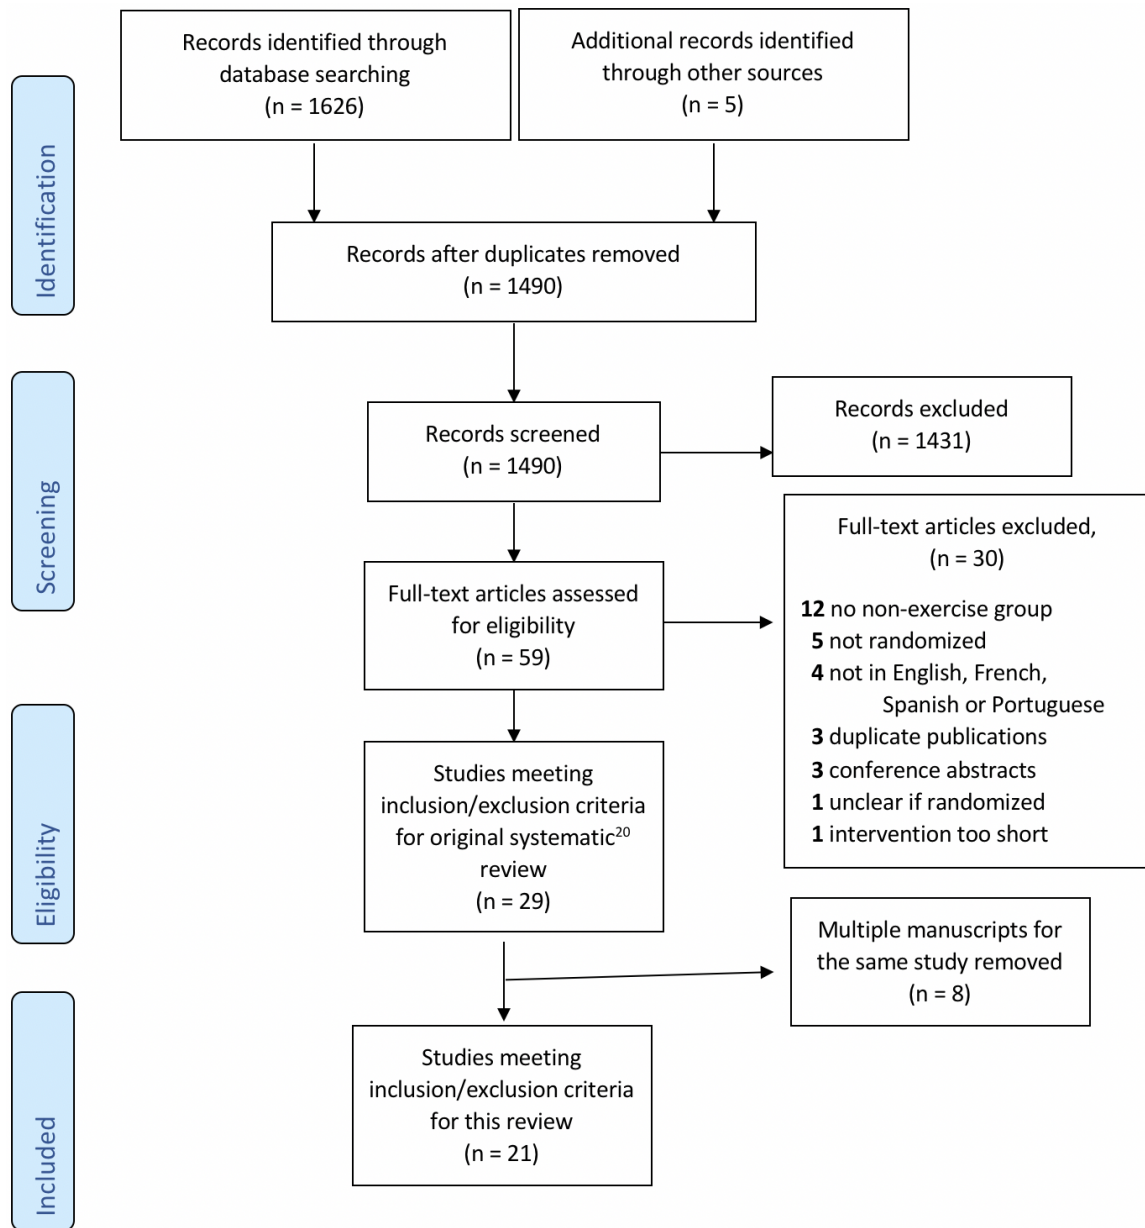 Records identified through
database searching
(n = 1626)
Additional records identified
through other sources
(n = 5)
Identification
Records after duplicates removed
(n = 1490)
Screening
Records screened
(n = 1490)
Records excluded
(n = 1431)
Full-text articles assessed
for eligibility
(n = 59)
Full-text articles excluded,
(n = 30)
12 no non-exercise group
5 not randomized
4 not in English, French,
Spanish or Portuguese
3 duplicate publications
3 conference abstracts
1 unclear if randomized
1 intervention too short
Eligibility
Studies meeting
inclusion/exclusion criteria
for original systematic20
review
(n = 29)
Multiple manuscripts for
the same study removed
(n = 8)
Included
Studies meeting
inclusion/exclusion criteria
for this review
(n = 21)